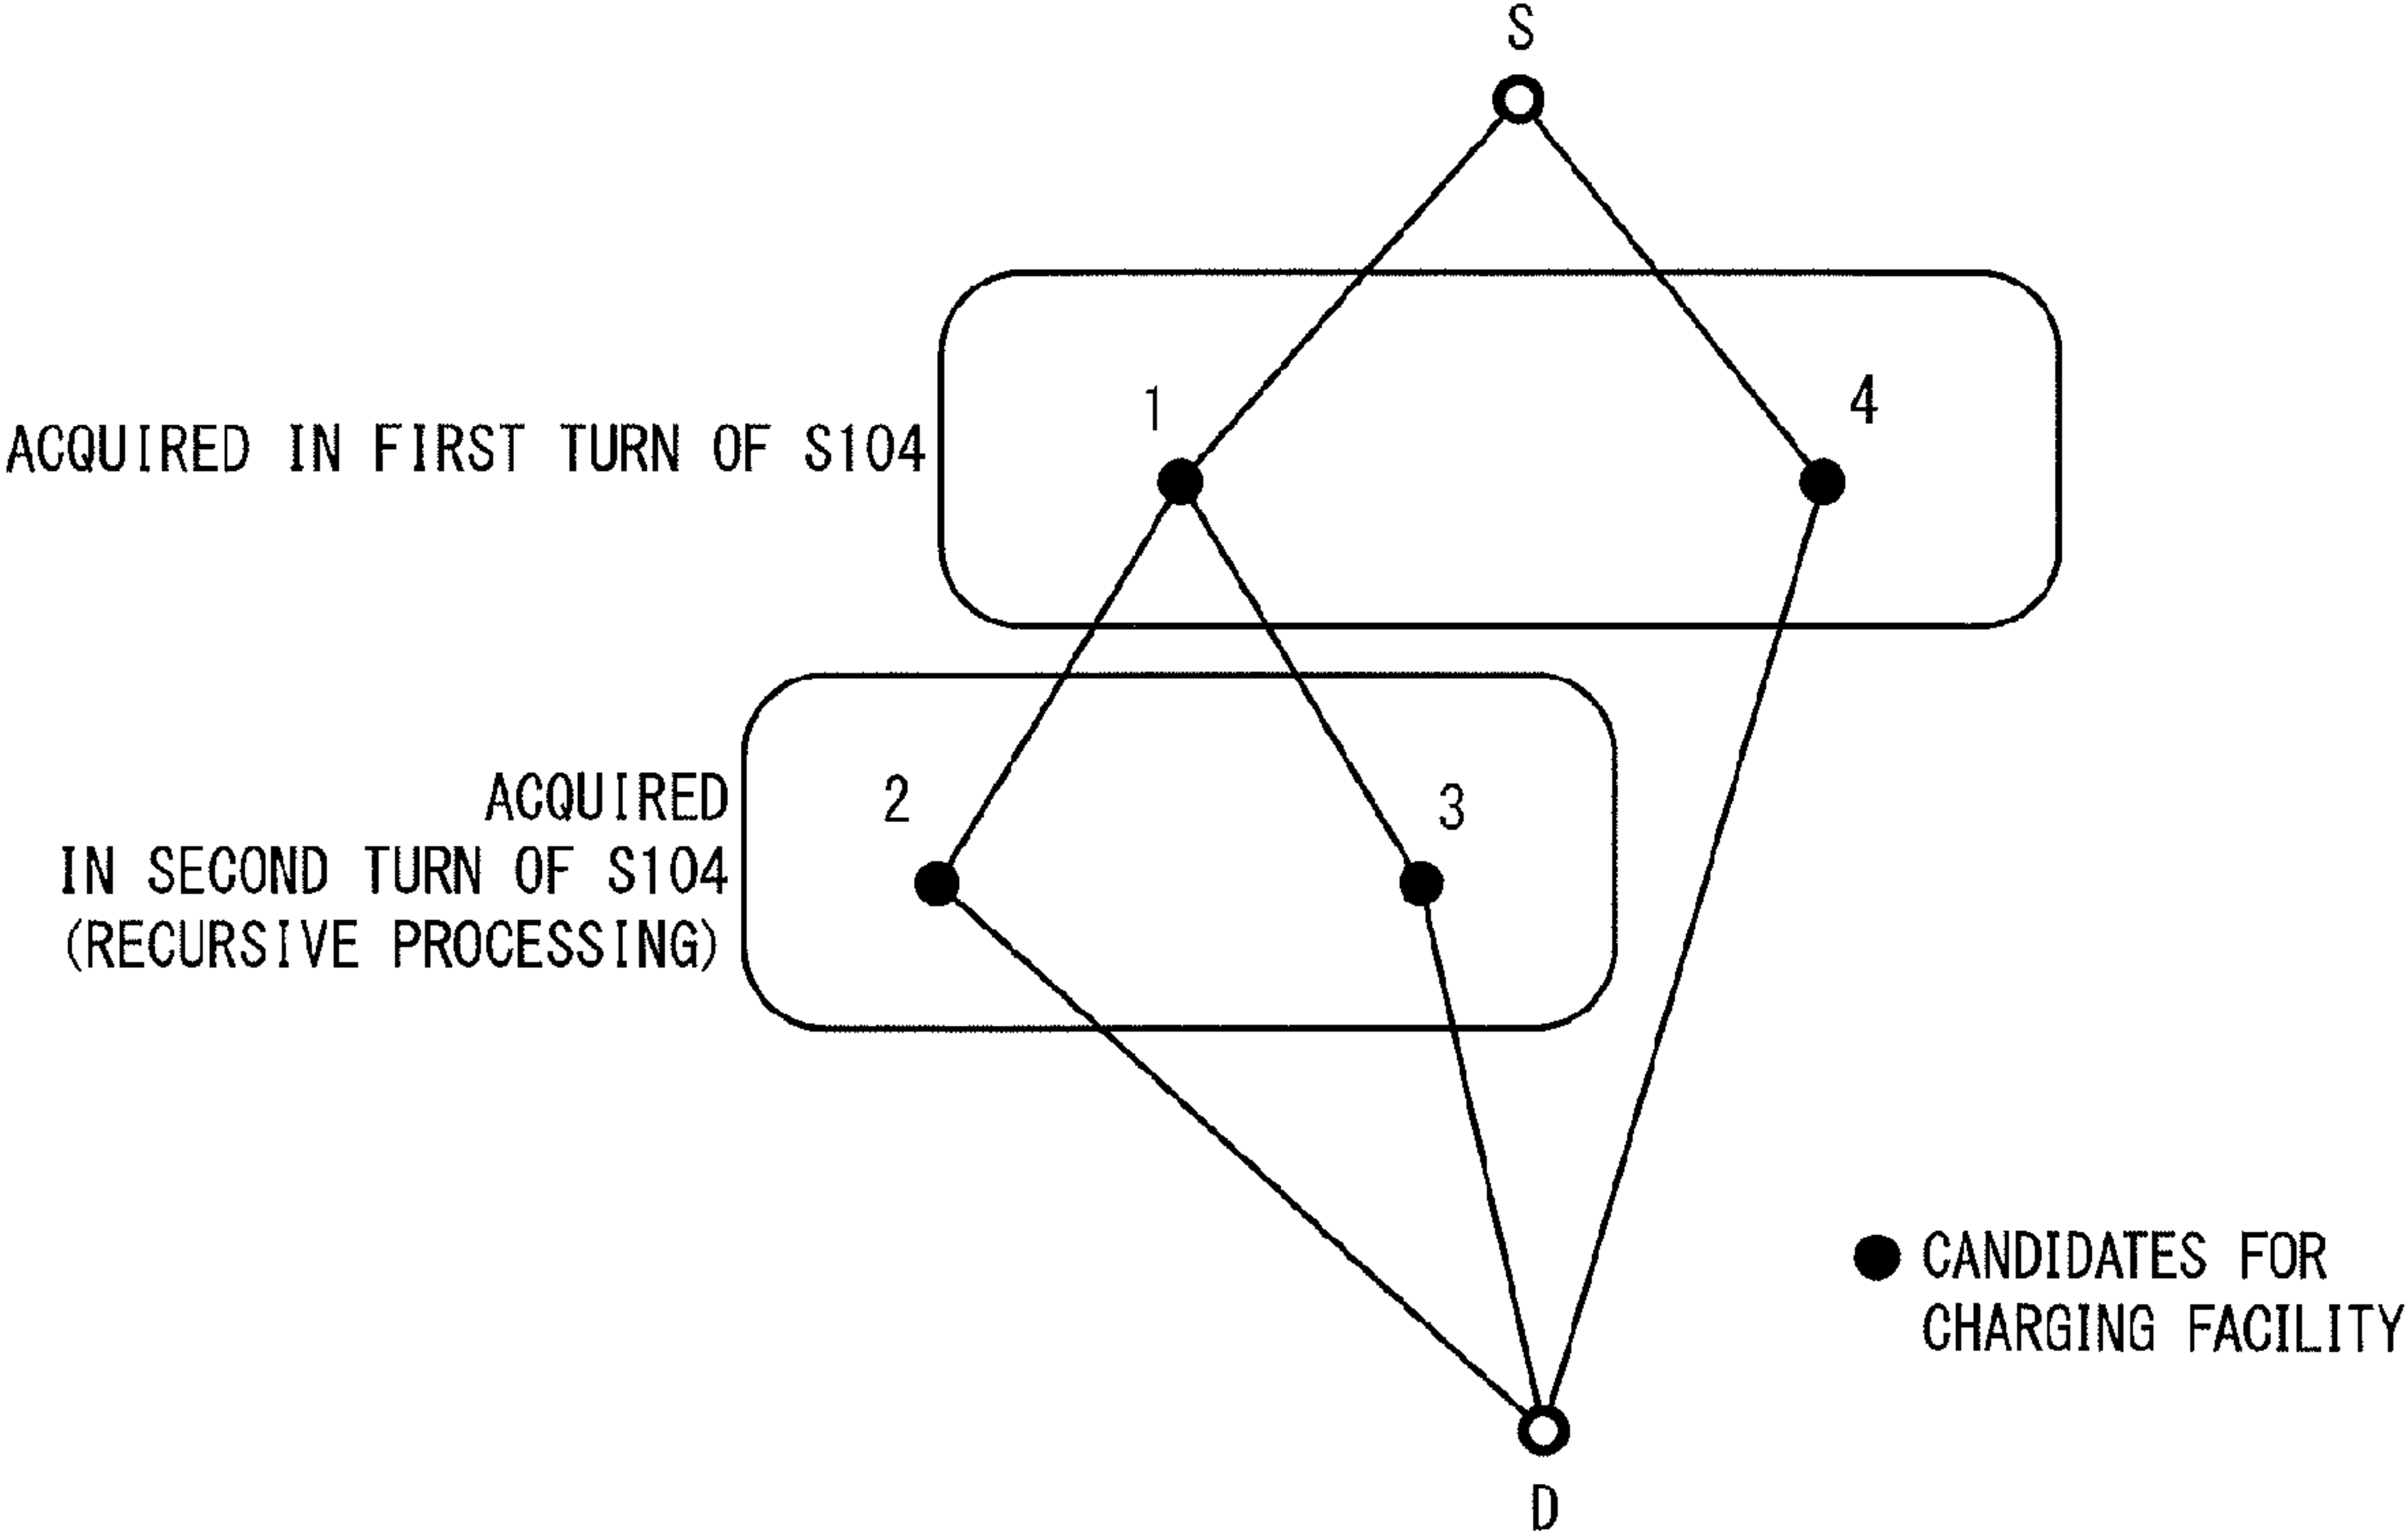 S
1
4
ACQUIRED IN FIRST TURN OF S104
2
3
ACQUIRED
IN SECOND TURN OF S104
(RECURSIVE PROCESSING)
CANDIDATES FOR
CHARGING FACILITY
D